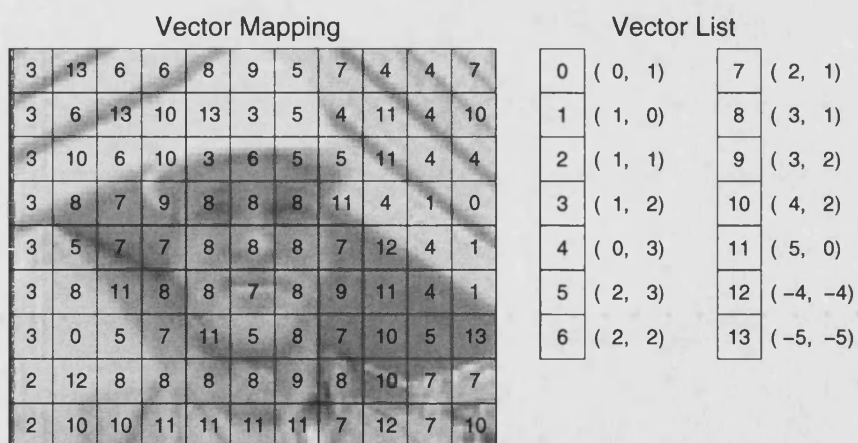 Vector Mapping
3 13 6 6 8 9 5 7 4 4 7
3 6 13 10 13 3 5 4 11 4 10
3 10 6 10 3 6 5 5 11 4 4
3 8 7 9 8 8 8 11 4 1 0
3 5 7 7 8 8 8 7 12 4 1
3 8 11 8 8 7 8 9 11 4 1
3 0 5 7 11 5 8 7 10 5 13
2 12 8 8 8 8 9 8 10 7 7
2 10 10 11 11 11 11 7 12 7 10
Vector List
0 ( 0, 1)
1 ( 1, 0)
2 ( 1, 1)
3 ( 1, 2)
4 ( 0, 3)
5 ( 2, 3)
6 ( 2, 2)
7 ( 2, 1)
8 ( 3, 1)
9 ( 3, 2)
10 ( 4, 2)
11 ( 5, 0)
12 (−4, −4)
13 (−5, −5)